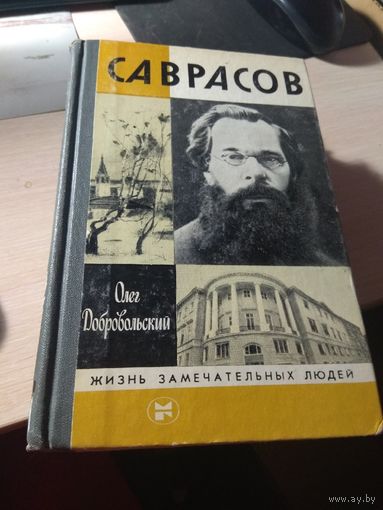 САВРАСОВ
Олег
Добровольский
ЖИЗНЬ ЗАМЕЧАТЕЛЬНЫХ ЛЮДЕЙ
www.ay.by